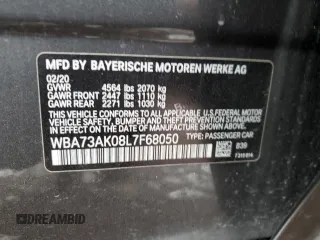 MFD BY BAYERISCHE MOTOREN WERKE AG
02/20
GVWR 4564 lbs 2070 kg
GAWR FRONT 2447 lbs 1110 kg
GAWR REAR 2271 lbs 1030 kg
THIS VEHICLE CONFORMS TO ALL APPLICABLE
FEDERAL MOTOR VEHICLE SAFETY, BUMPER
AND THEFT PREVENTION STANDARDS IN EFFECT
ON THE DATE OF MANUFACTURE SHOWN ABOVE.
WBA73AK08L7F68050
TYPE: PASSENGER CAR
B39
© AutoBidMaster